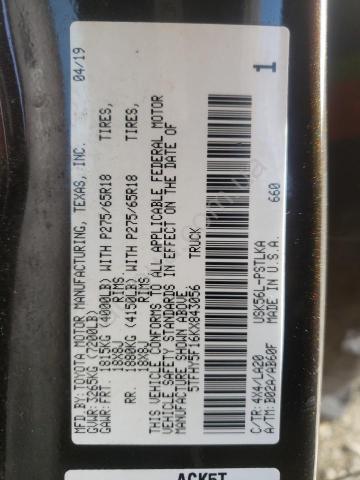 MFD.BY:TOYOTA MOTOR MANUFACTURING, TEXAS, INC. 04/19
GVWR:3265KG (7200LB)
GAWR:FRT. 1815KG (4000LB) WITH P275/65R18 TIRES,
18X8J RIMS.
RR. 1880KG (4150LB) WITH P275/65R18 TIRES,
18X8J RIMS.
THIS VEHICLE CONFORMS TO ALL APPLICABLE FEDERAL MOTOR
VEHICLE SAFETY STANDARDS IN EFFECT ON THE DATE OF
MANUFACTURE SHOWN ABOVE.
5TFHY5F16KX843056 TRUCK
1
C/TR:4X4/LA20 USK56L-PSTLKA
A/TM:B02A/AB60F 660
ACK5T